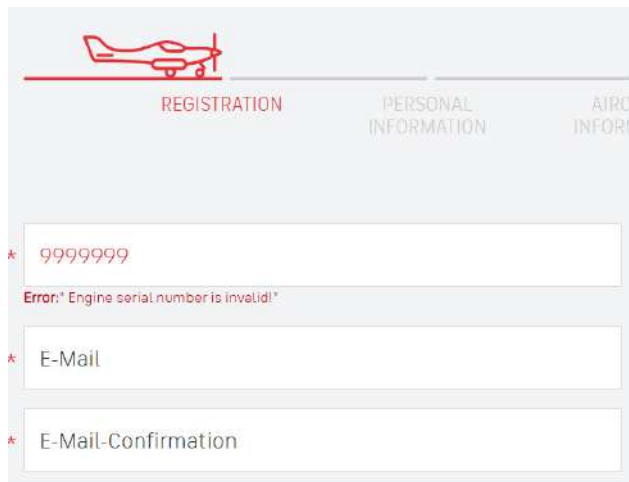 REGISTRATION
PERSONAL
INFORMATION
* 9999999
Error:" Engine serial number is invalid!"
* E-Mail
* E-Mail-Confirmation